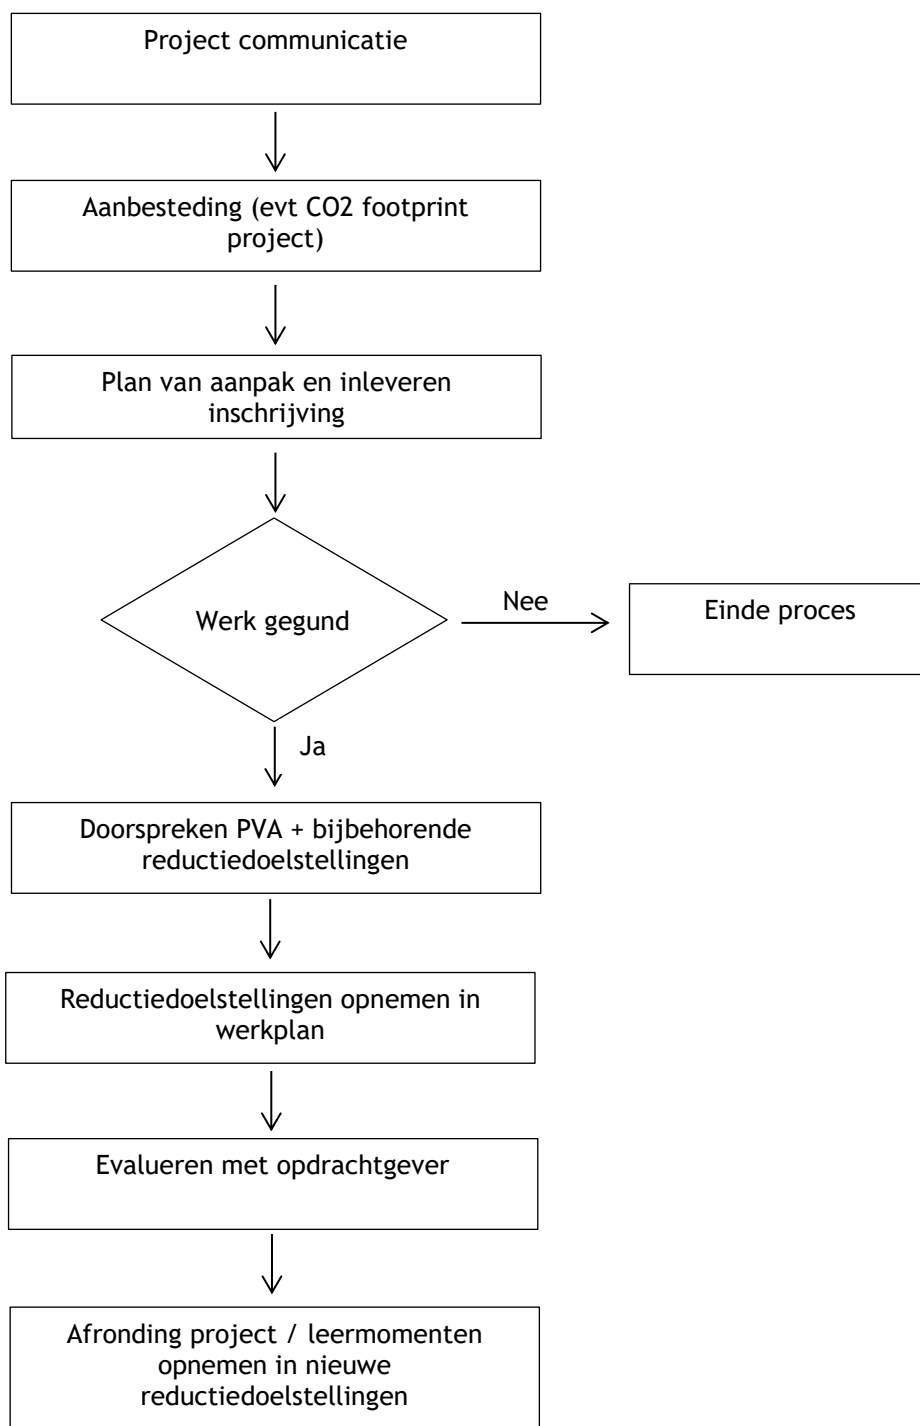 Project communicatie
Aanbesteding (evt CO2 footprint
project)
Plan van aanpak en inleveren
inschrijving
Werk gegund
Nee
Einde proces
Ja
Doorspreken PVA + bijbehorende
reductiedoelstellingen
Reductiedoelstellingen opnemen in
werkplan
Evalueren met opdrachtgever
Afronding project / leermomenten
opnemen in nieuwe
reductiedoelstellingen